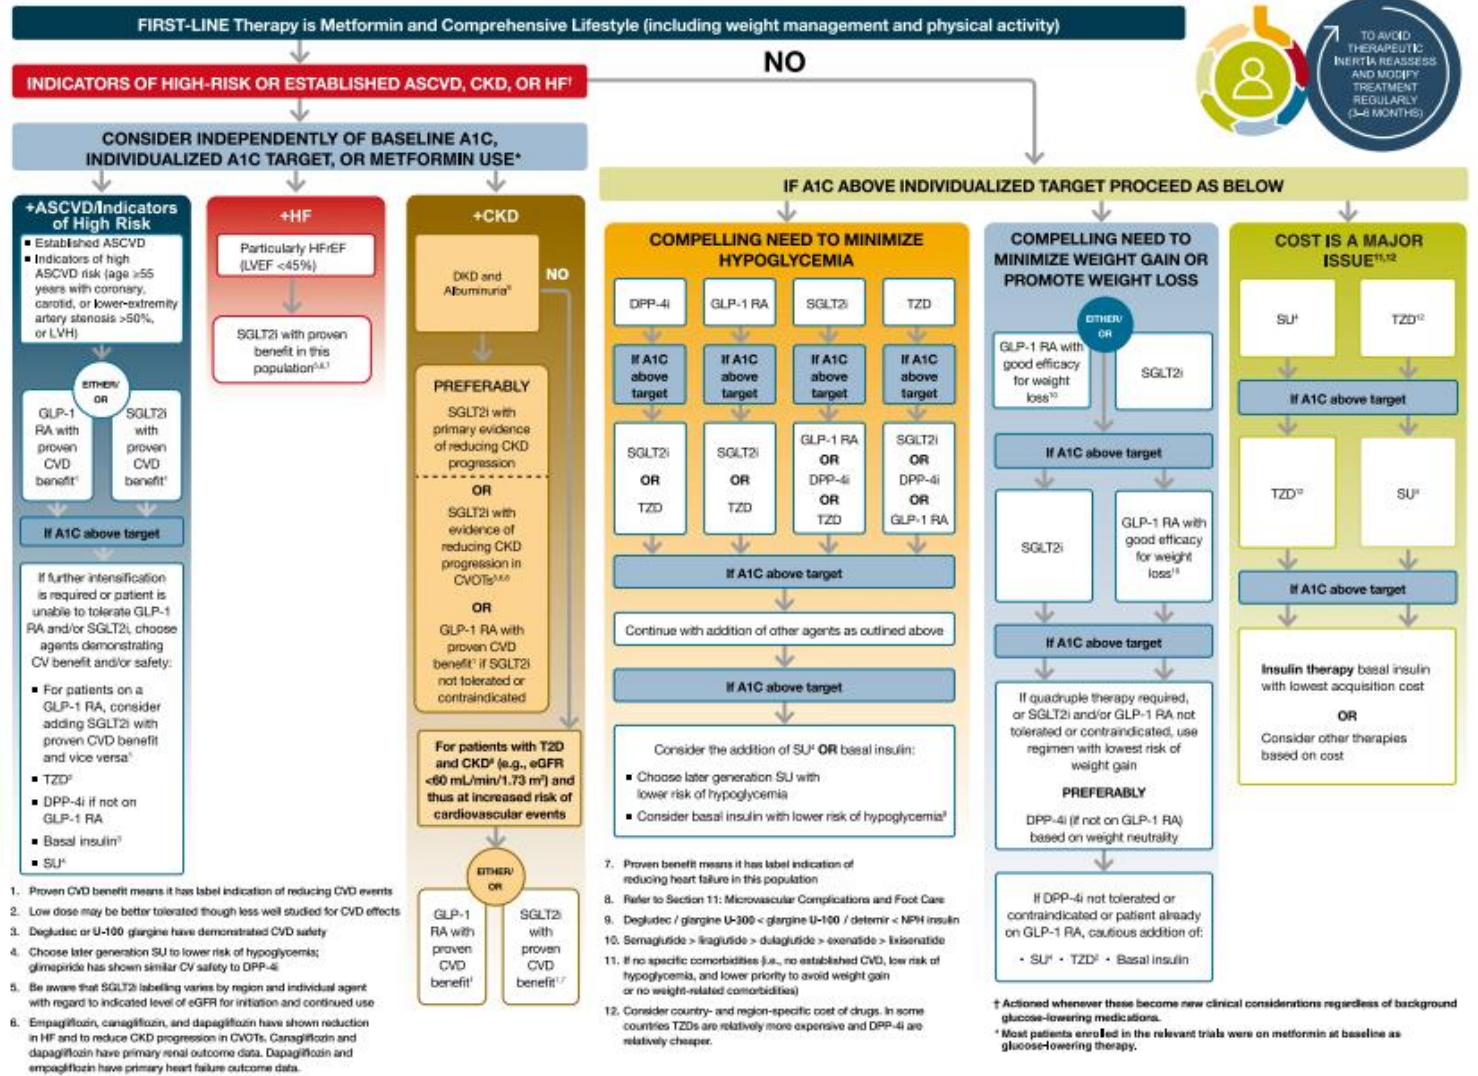 FIRST-LINE Therapy is Metformin and Comprehensive Lifestyle (including weight management and physical activity)
TO AVOID
THERAPEUTIC
INERTIA REASSESS
AND MODIFY
TREATMENT
REGULARLY
(3–6 MONTHS)
NO
INDICATORS OF HIGH-RISK OR ESTABLISHED ASCVD, CKD, OR HF†
CONSIDER INDEPENDENTLY OF BASELINE A1C,
INDIVIDUALIZED A1C TARGET, OR METFORMIN USE*
+ASCVD/Indicators
of High Risk
▪ Established ASCVD
▪ Indicators of high
ASCVD risk (age ≥55
years with coronary,
carotid, or lower-extremity
artery stenosis >50%,
or LVH)
EITHER/
OR
GLP-1
RA with
proven
CVD
benefit¹
SGLT2i
with
proven
CVD
benefit¹
If A1C above target
If further intensification
is required or patient is
unable to tolerate GLP-1
RA and/or SGLT2i, choose
agents demonstrating
CV benefit and/or safety:
▪ For patients on a
GLP-1 RA, consider
adding SGLT2i with
proven CVD benefit
and vice versa¹
▪ TZD²
▪ DPP-4i if not on
GLP-1 RA
▪ Basal insulin³
▪ SU⁴
+HF
Particularly HFrEF
(LVEF <45%)
SGLT2i with proven
benefit in this
population⁵,⁶,⁷
+CKD
DKD and
Albuminuria⁸
NO
PREFERABLY
SGLT2i with
primary evidence
of reducing CKD
progression
OR
SGLT2i with
evidence of
reducing CKD
progression in
CVOTs⁵,⁶,⁸
OR
GLP-1 RA with
proven CVD
benefit¹ if SGLT2i
not tolerated or
contraindicated
For patients with T2D
and CKD⁸ (e.g., eGFR
<60 mL/min/1.73 m²) and
thus at increased risk of
cardiovascular events
EITHER/
OR
GLP-1
RA with
proven
CVD
benefit¹
SGLT2i
with
proven
CVD
benefit¹,⁷
IF A1C ABOVE INDIVIDUALIZED TARGET PROCEED AS BELOW
COMPELLING NEED TO MINIMIZE
HYPOGLYCEMIA
DPP-4i
GLP-1 RA
SGLT2i
TZD
If A1C
above
target
If A1C
above
target
If A1C
above
target
If A1C
above
target
SGLT2i
OR
TZD
SGLT2i
OR
TZD
GLP-1 RA
OR
DPP-4i
OR
TZD
SGLT2i
OR
DPP-4i
OR
GLP-1 RA
If A1C above target
Continue with addition of other agents as outlined above
If A1C above target
Consider the addition of SU⁴ OR basal insulin:
▪ Choose later generation SU with
lower risk of hypoglycemia
▪ Consider basal insulin with lower risk of hypoglycemia⁹
COMPELLING NEED TO
MINIMIZE WEIGHT GAIN OR
PROMOTE WEIGHT LOSS
EITHER/
OR
GLP-1 RA with
good efficacy
for weight
loss¹⁰
SGLT2i
If A1C above target
SGLT2i
GLP-1 RA with
good efficacy
for weight
loss¹⁰
If A1C above target
If quadruple therapy required,
or SGLT2i and/or GLP-1 RA not
tolerated or contraindicated, use
regimen with lowest risk of
weight gain
PREFERABLY
DPP-4i (if not on GLP-1 RA)
based on weight neutrality
If DPP-4i not tolerated or
contraindicated or patient already
on GLP-1 RA, cautious addition of:
• SU⁴ • TZD² • Basal insulin
COST IS A MAJOR
ISSUE¹¹,¹²
SU⁴
TZD¹²
If A1C above target
TZD¹²
SU⁴
If A1C above target
Insulin therapy basal insulin
with lowest acquisition cost
OR
Consider other therapies
based on cost
1. Proven CVD benefit means it has label indication of reducing CVD events
2. Low dose may be better tolerated though less well studied for CVD effects
3. Degludec or U-100 glargine have demonstrated CVD safety
4. Choose later generation SU to lower risk of hypoglycemia;
glimepiride has shown similar CV safety to DPP-4i
5. Be aware that SGLT2i labelling varies by region and individual agent
with regard to indicated level of eGFR for initiation and continued use
6. Empagliflozin, canagliflozin, and dapagliflozin have shown reduction
in HF and to reduce CKD progression in CVOTs. Canagliflozin and
dapagliflozin have primary renal outcome data. Dapagliflozin and
empagliflozin have primary heart failure outcome data.
7. Proven benefit means it has label indication of
reducing heart failure in this population
8. Refer to Section 11: Microvascular Complications and Foot Care
9. Degludec / glargine U-300 < glargine U-100 / detemir < NPH insulin
10. Semaglutide > liraglutide > dulaglutide > exenatide > lixisenatide
11. If no specific comorbidities (i.e., no established CVD, low risk of
hypoglycemia, and lower priority to avoid weight gain
or no weight-related comorbidities)
12. Consider country- and region-specific cost of drugs. In some
countries TZDs are relatively more expensive and DPP-4i are
relatively cheaper.
† Actioned whenever these become new clinical considerations regardless of background
glucose-lowering medications.
* Most patients enrolled in the relevant trials were on metformin at baseline as
glucose-lowering therapy.